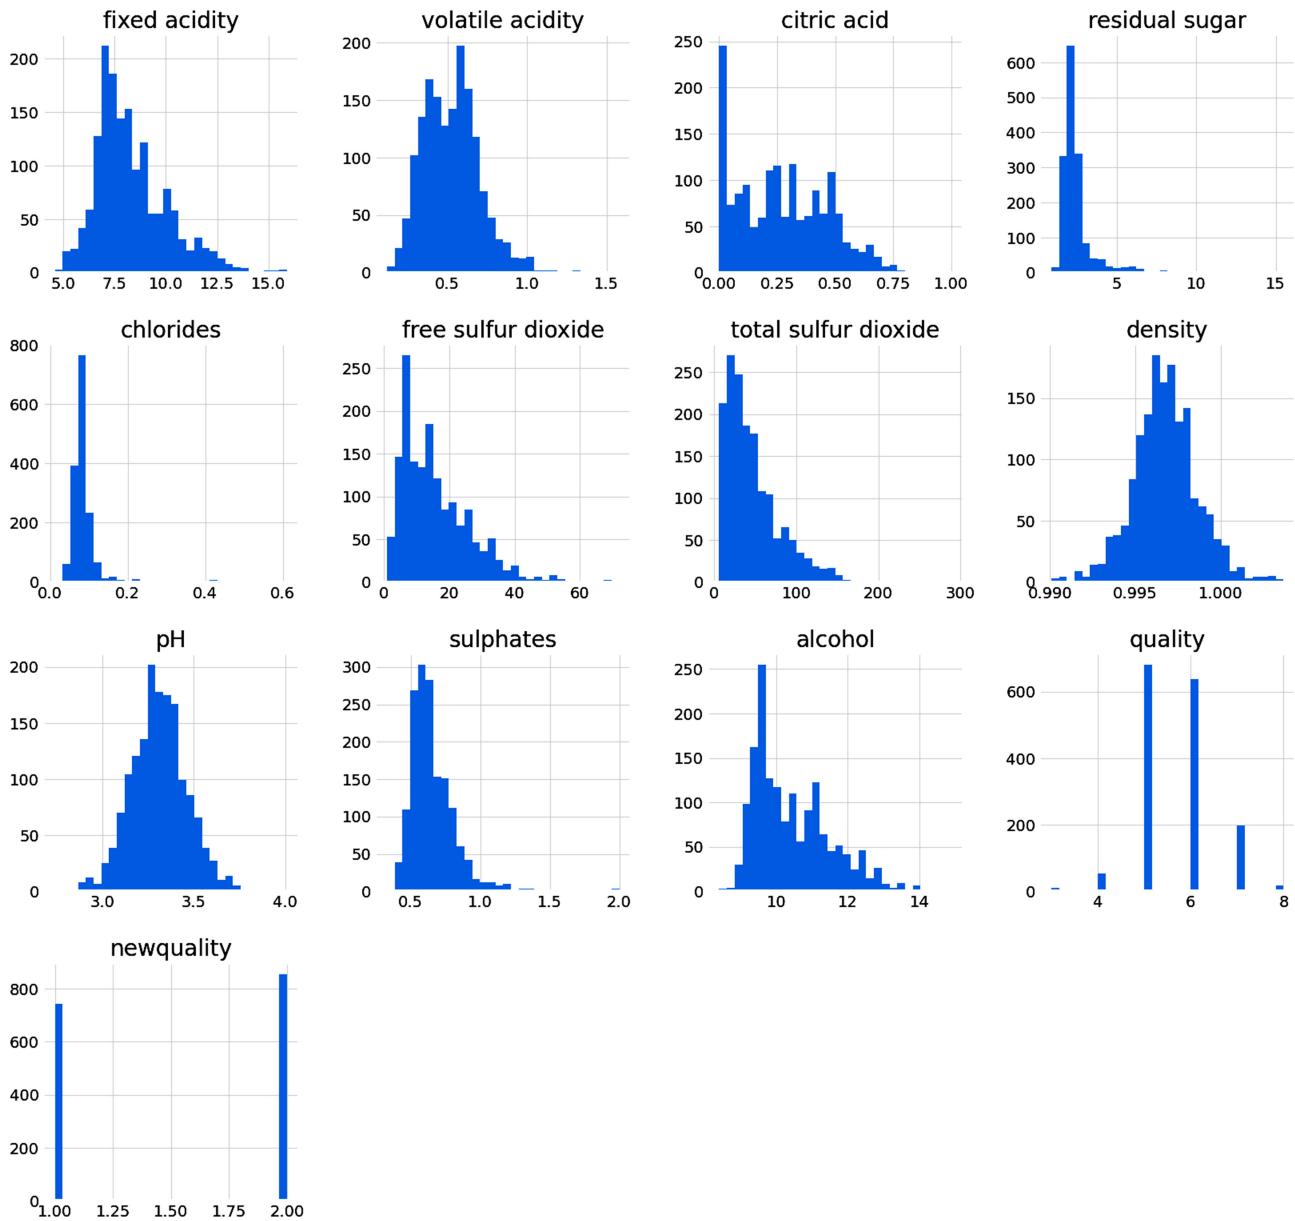 fixed acidity
volatile acidity
citric acid
residual sugar
200
150
100
50
0
5.0 7.5 10.0 12.5 15.0
200
150
100
50
0
0.5 1.0 1.5
250
200
150
100
50
0
0.00 0.25 0.50 0.75 1.00
600
500
400
300
200
100
0
5 10 15
chlorides
free sulfur dioxide
total sulfur dioxide
density
800
600
400
200
0
0.0 0.2 0.4 0.6
250
200
150
100
50
0
0 20 40 60
250
200
150
100
50
0
0 100 200 300
150
100
50
0
0.990 0.995 1.000
pH
sulphates
alcohol
quality
200
150
100
50
0
3.0 3.5 4.0
300
250
200
150
100
50
0
0.5 1.0 1.5 2.0
250
200
150
100
50
0
10 12 14
600
400
200
0
4 6 8
newquality
800
600
400
200
0
1.00 1.25 1.50 1.75 2.00